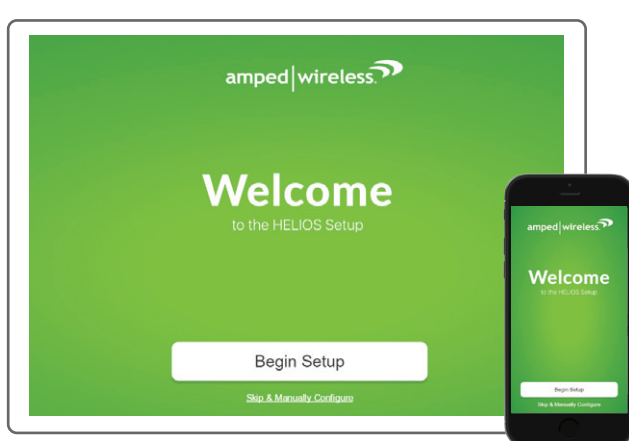 amped|wireless.
Welcome
to the HELIOS Setup
Begin Setup
Skip & Manually Configure
amped|wireless.
Welcome
to the HELIOS Setup
Begin Setup
Skip & Manually Configure